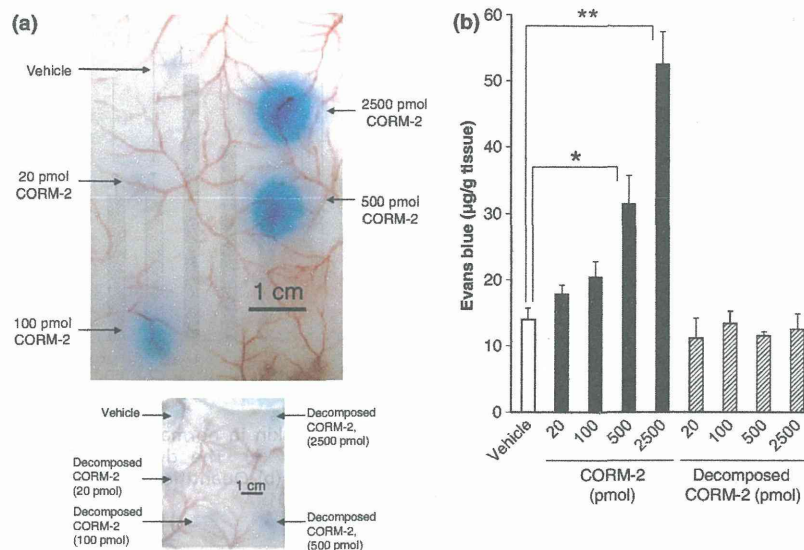 (a)
Vehicle
2500 pmol
CORM-2
20 pmol
CORM-2
500 pmol
CORM-2
1 cm
100 pmol
CORM-2
Vehicle
Decomposed
CORM-2,
(2500 pmol)
Decomposed
CORM-2
(20 pmol)
1 cm
Decomposed
CORM-2
(100 pmol)
Decomposed
CORM-2,
(500 pmol)
(b)
Evans blue (µg/g tissue)
60
50
40
30
20
10
0
**
*
Vehicle
20
100
500
2500
20
100
500
2500
CORM-2
(pmol)
Decomposed
CORM-2 (pmol)